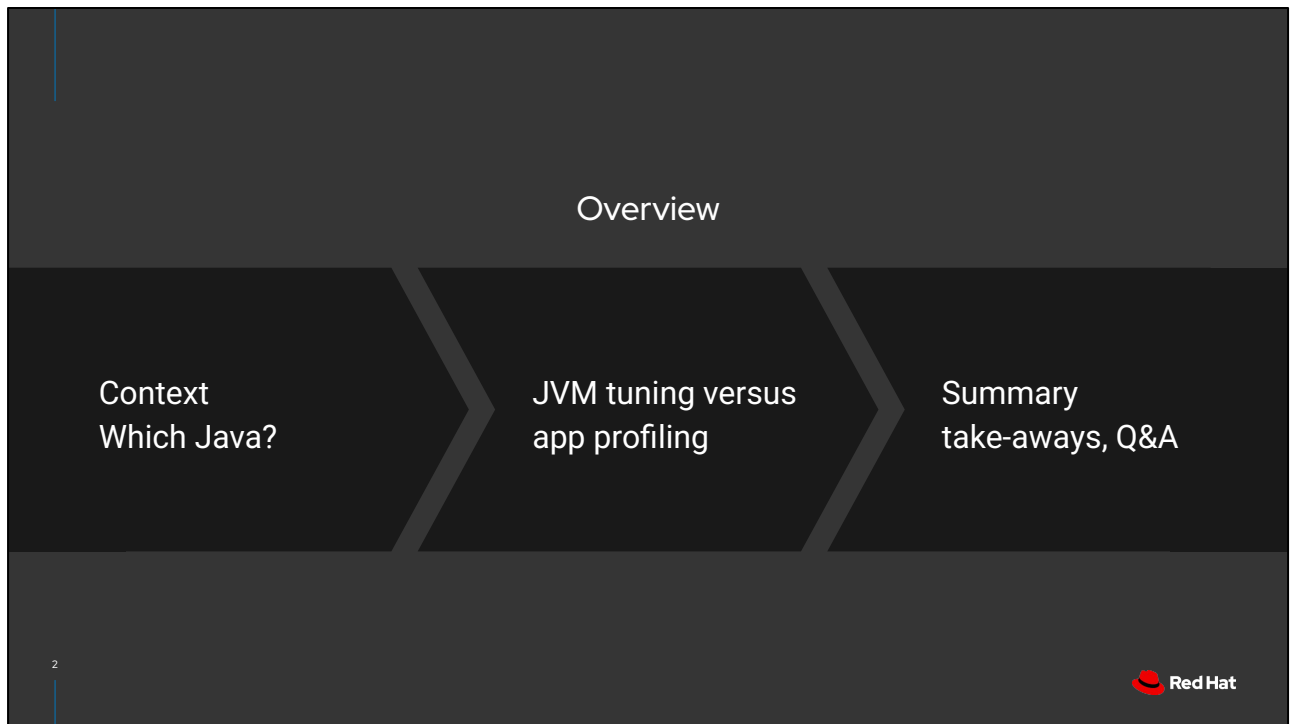 Overview
Context
Which Java?
JVM tuning versus
app profiling
Summary
take-aways, Q&A
2
Red Hat